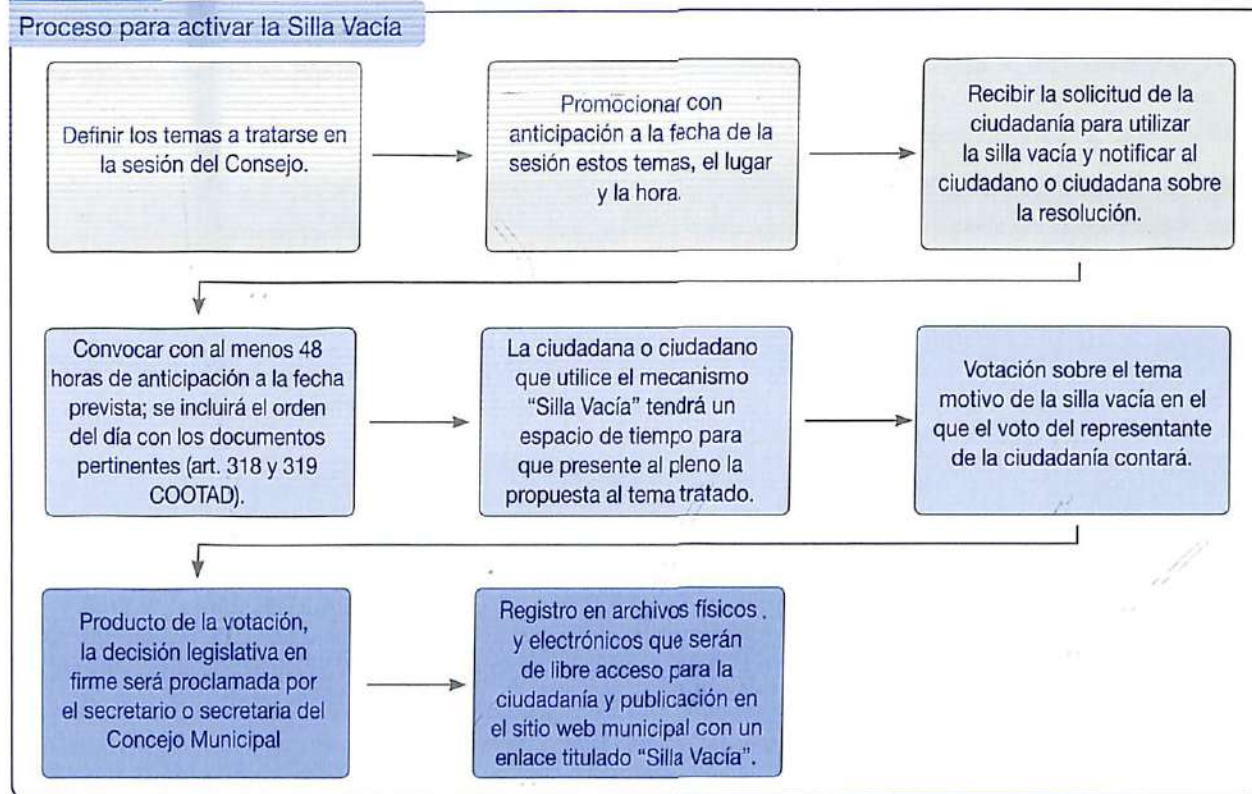 Proceso para activar la Silla Vacía
Definir los temas a tratarse en
la sesión del Consejo.
Promocionar con
anticipación a la fecha de la
sesión estos temas, el lugar
y la hora.
Recibir la solicitud de la
ciudadanía para utilizar
la silla vacía y notificar al
ciudadano o ciudadana sobre
la resolución.
Convocar con al menos 48
horas de anticipación a la fecha
prevista; se incluirá el orden
del día con los documentos
pertinentes (art. 318 y 319
COOTAD).
La ciudadana o ciudadano
que utilice el mecanismo
“Silla Vacía” tendrá un
espacio de tiempo para
que presente al pleno la
propuesta al tema tratado.
Votación sobre el tema
motivo de la silla vacía en el
que el voto del representante
de la ciudadanía contará.
Producto de la votación,
la decisión legislativa en
firme será proclamada por
el secretario o secretaria del
Concejo Municipal
Registro en archivos físicos
y electrónicos que serán
de libre acceso para la
ciudadanía y publicación en
el sitio web municipal con un
enlace titulado “Silla Vacía”.